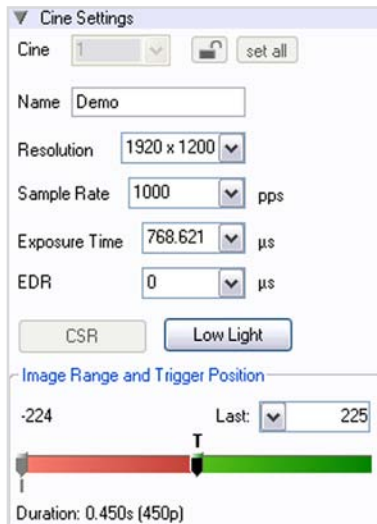 Cine Settings
Cine 1 set all
Name Demo
Resolution 1920 x 1200
Sample Rate 1000 pps
Exposure Time 768.621 µs
EDR 0 µs
CSR Low Light
Image Range and Trigger Position
-224 Last: 225
T
I
Duration: 0.450s (450p)